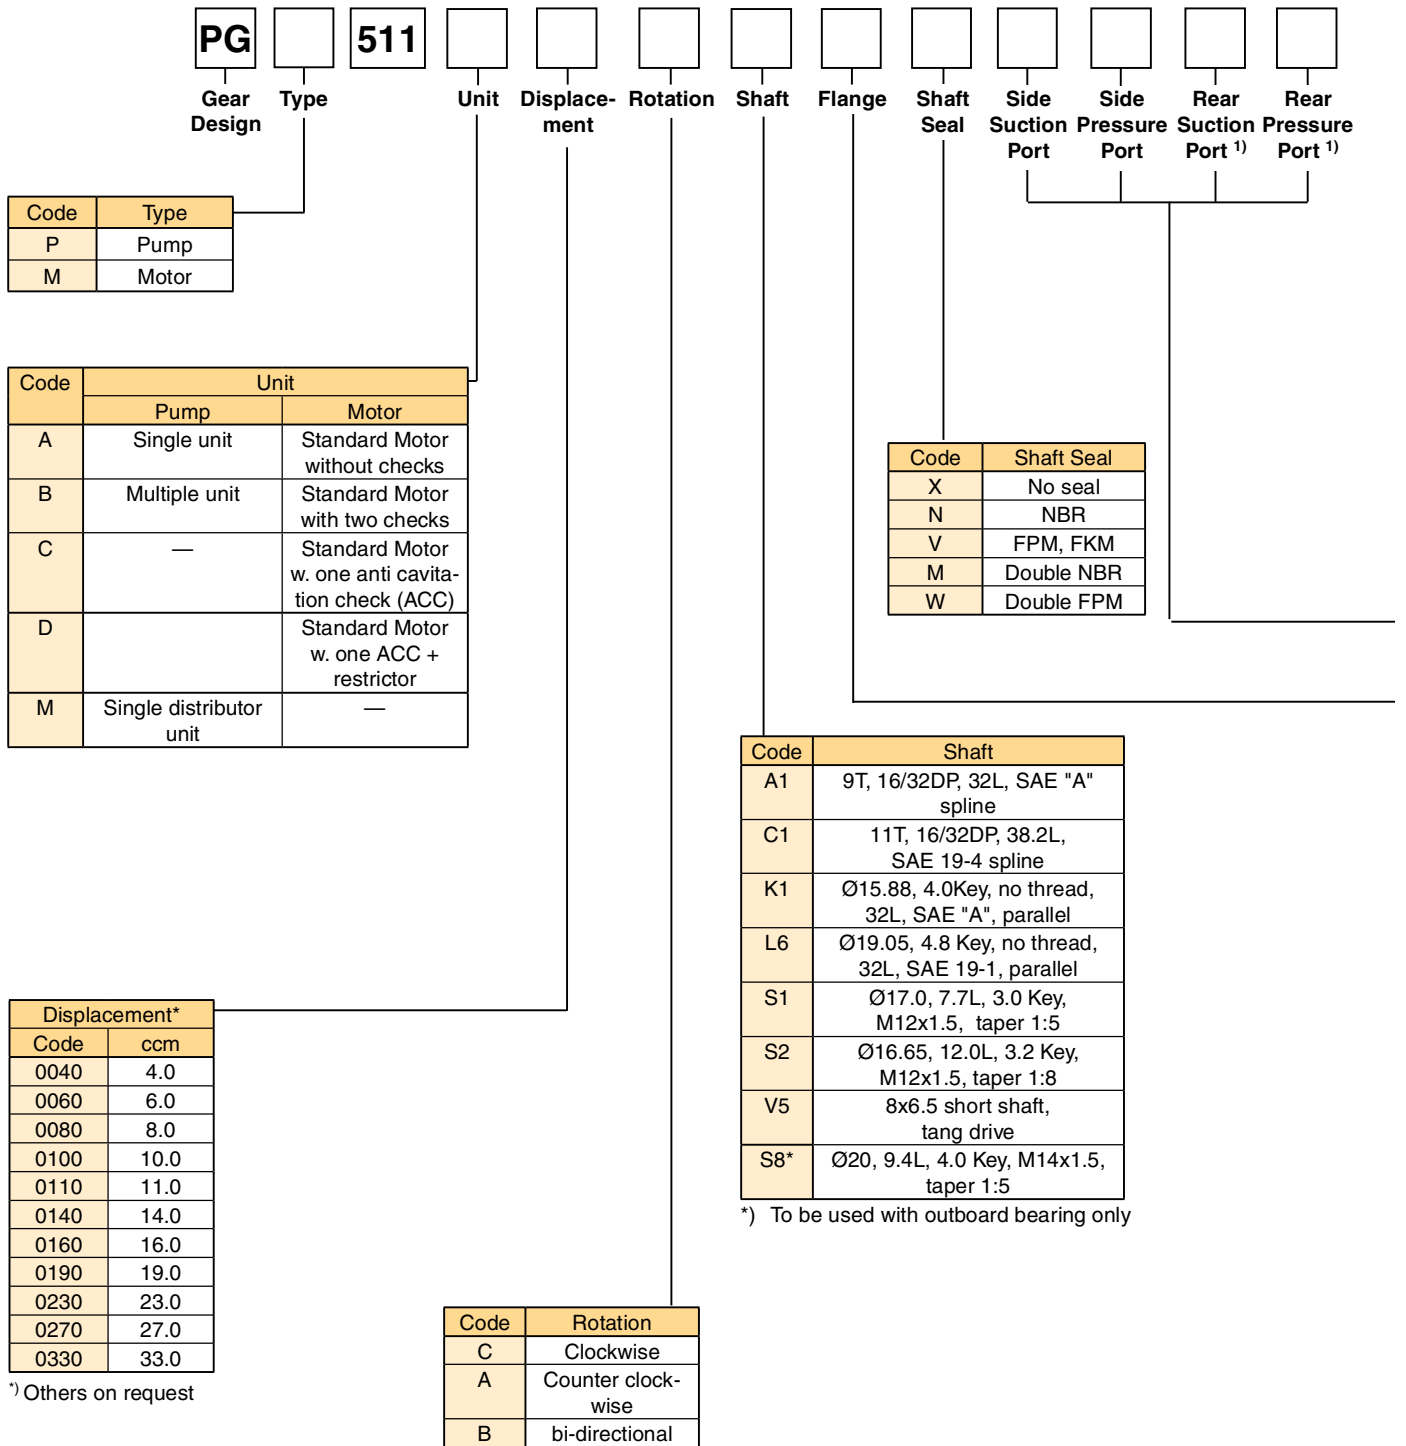 PG 511
Gear Type Unit Displace- Rotation Shaft Flange Shaft Side Side Rear Rear
Design ment Seal Suction Pressure Suction Pressure
Port Port Port 1) Port 1)
Code Type
P Pump
M Motor
Code Unit
Pump Motor
A Single unit Standard Motor
without checks
B Multiple unit Standard Motor
with two checks
C — Standard Motor
w. one anti cavita-
tion check (ACC)
D Standard Motor
w. one ACC +
restrictor
M Single distributor —
unit
Code Shaft Seal
X No seal
N NBR
V FPM, FKM
M Double NBR
W Double FPM
Code Shaft
A1 9T, 16/32DP, 32L, SAE "A"
spline
C1 11T, 16/32DP, 38.2L,
SAE 19-4 spline
K1 Ø15.88, 4.0Key, no thread,
32L, SAE "A", parallel
L6 Ø19.05, 4.8 Key, no thread,
32L, SAE 19-1, parallel
S1 Ø17.0, 7.7L, 3.0 Key,
M12x1.5, taper 1:5
S2 Ø16.65, 12.0L, 3.2 Key,
M12x1.5, taper 1:8
V5 8x6.5 short shaft,
tang drive
S8* Ø20, 9.4L, 4.0 Key, M14x1.5,
taper 1:5
*) To be used with outboard bearing only
Displacement*
Code ccm
0040 4.0
0060 6.0
0080 8.0
0100 10.0
0110 11.0
0140 14.0
0160 16.0
0190 19.0
0230 23.0
0270 27.0
0330 33.0
*) Others on request
Code Rotation
C Clockwise
A Counter clock-
wise
B bi-directional